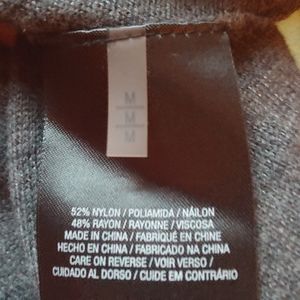 M
M
M
52% NYLON / POLIAMIDA / NÁILON
48% RAYON / RAYONNE / VISCOSA
MADE IN CHINA / FABRIQUÉ EN CHINE
HECHO EN CHINA / FABRICADO NA CHINA
CARE ON REVERSE / VOIR VERSO /
CUIDADO AL DORSO / CUIDE EM CONTRÁRIO